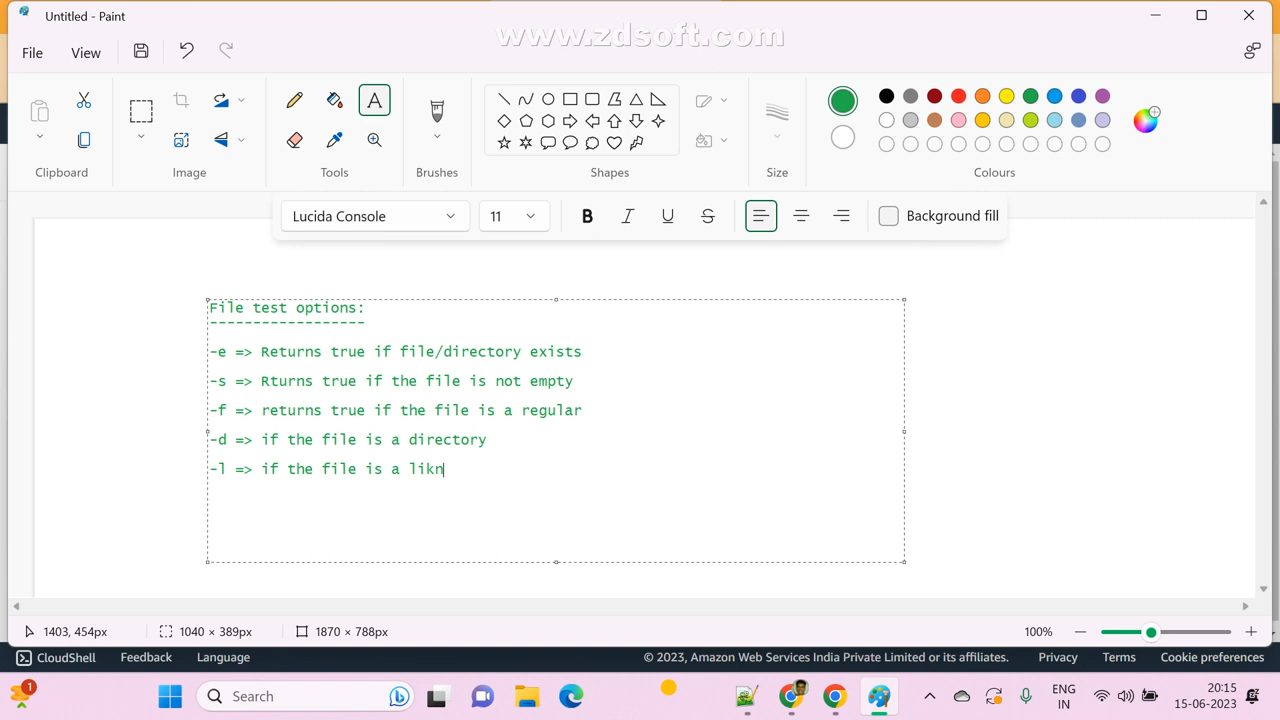 Untitled - Paint
www.zdsoft.com
File View
Clipboard Image Tools Brushes Shapes Size Colours
Lucida Console 11 B I U S Background fill
File test options:
------------------
-e => Returns true if file/directory exists
-s => Rturns true if the file is not empty
-f => returns true if the file is a regular
-d => if the file is a directory
-l => if the file is a likn
1403, 454px 1040 × 389px 1870 × 788px 100%
CloudShell Feedback Language © 2023, Amazon Web Services India Private Limited or its affiliates. Privacy Terms Cookie preferences
1 Search ENG IN 20:15 15-06-2023